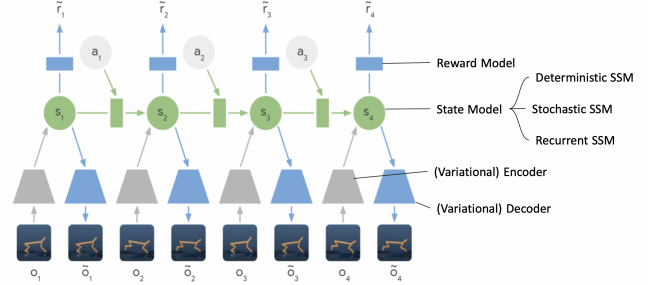 r̃₁ r̃₂ r̃₃ r̃₄
a₁ a₂ a₃
Reward Model
Deterministic SSM
s₁ s₂ s₃ s₄
State Model
Stochastic SSM
Recurrent SSM
(Variational) Encoder
(Variational) Decoder
o₁ õ₁ o₂ õ₂ o₃ õ₃ o₄ õ₄